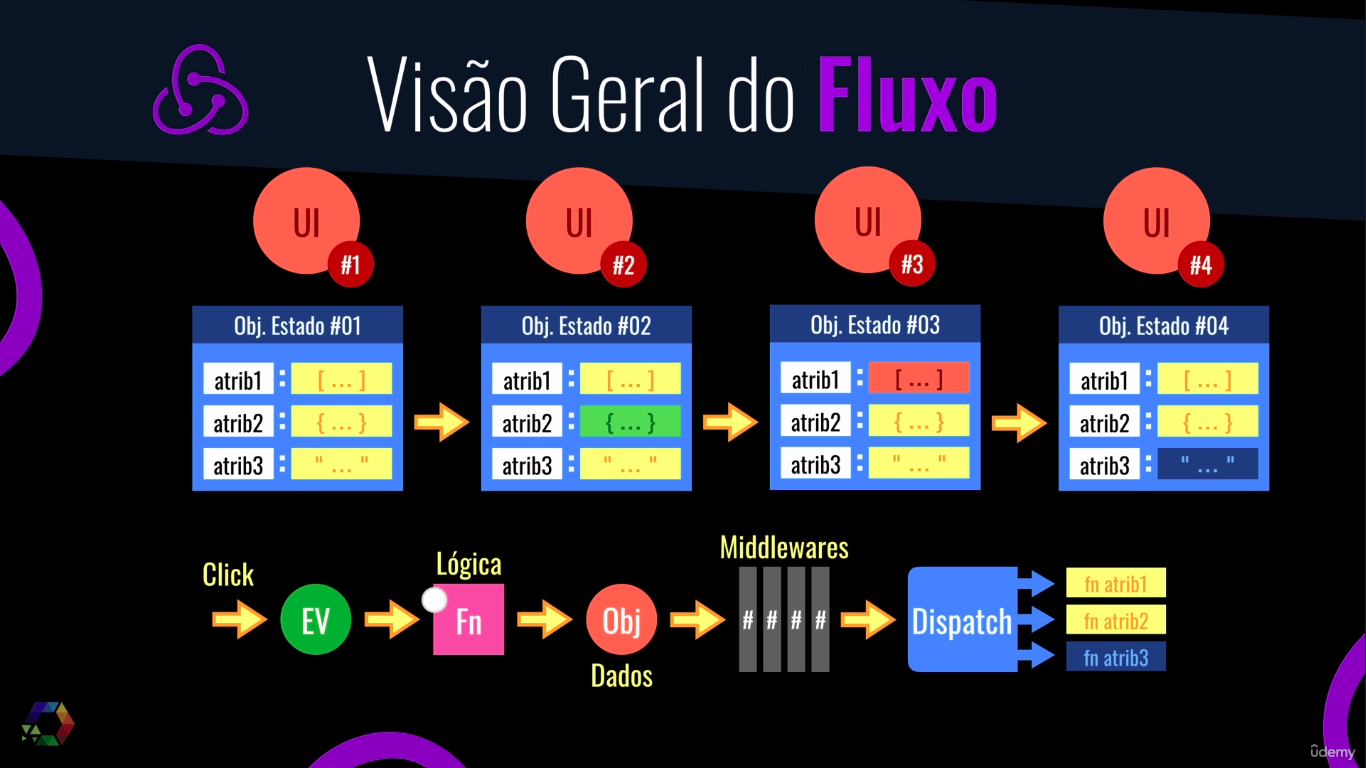 Visão Geral do Fluxo
UI
#1
UI
#2
UI
#3
UI
#4
Obj. Estado #01
atrib1 : [ ... ]
atrib2 : { ... }
atrib3 : " ... "
Obj. Estado #02
atrib1 : [ ... ]
atrib2 : { ... }
atrib3 : " ... "
Obj. Estado #03
atrib1 : [ ... ]
atrib2 : { ... }
atrib3 : " ... "
Obj. Estado #04
atrib1 : [ ... ]
atrib2 : { ... }
atrib3 : " ... "
Click
EV
Lógica
Fn
Obj
Dados
Middlewares
# # # #
Dispatch
fn atrib1
fn atrib2
fn atrib3
ûdemy